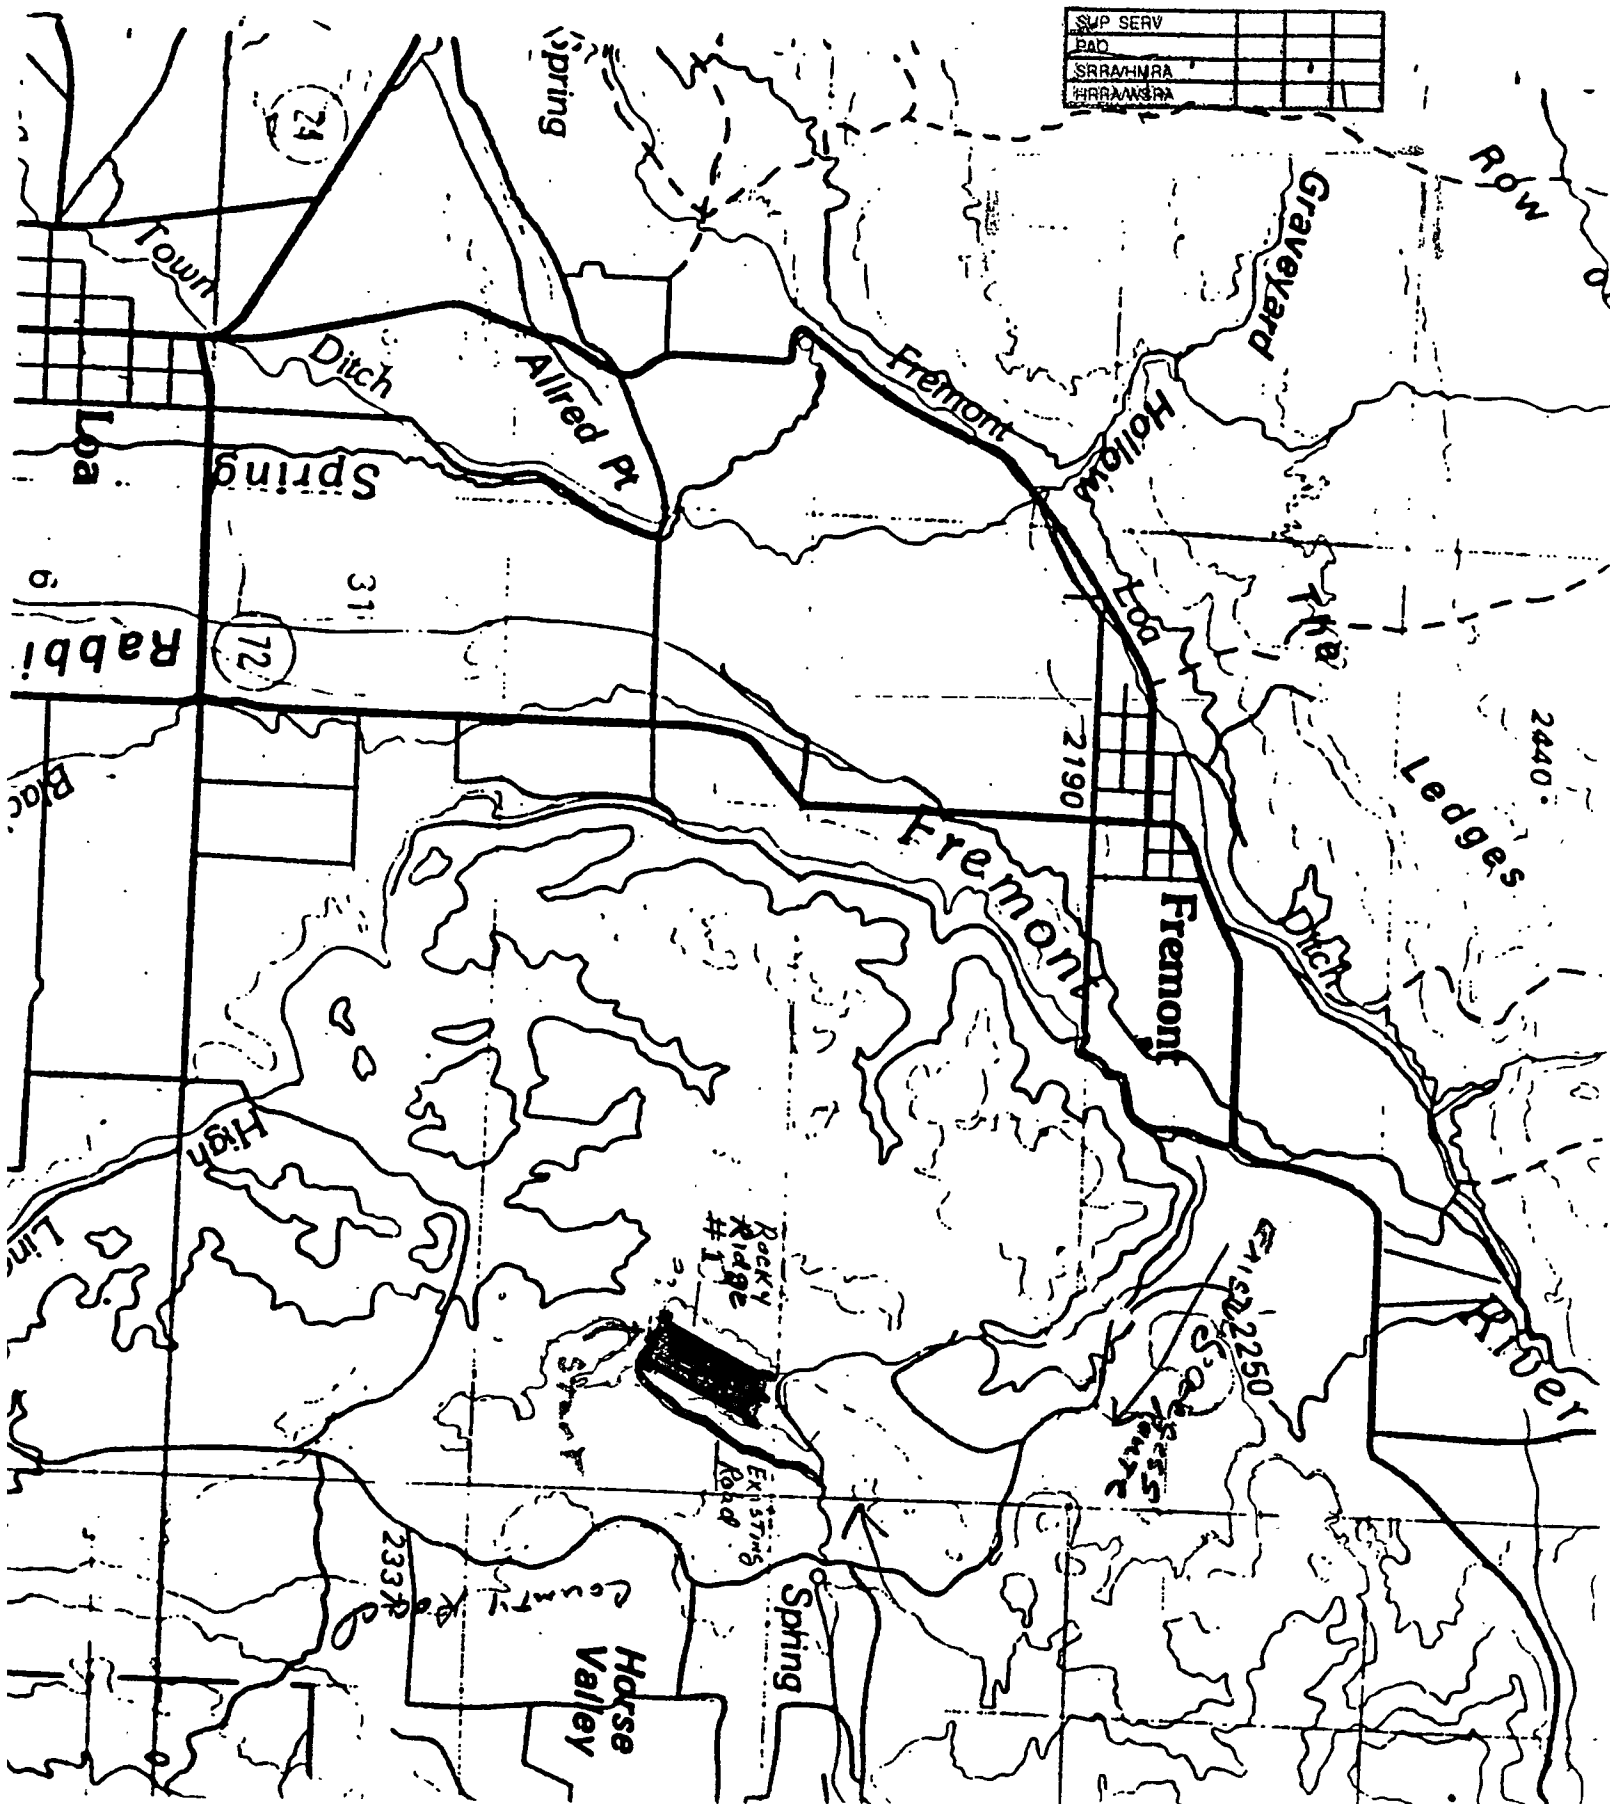 SUP SERV
PAO
SRRA/HMRA
HRRA/WSRA
Spring
24
Row
Graveyard
Hollow
Town
Ditch
Allred Pt
Fremont
Loa
Spring
The
Ledges
2440
Loa
31
6
Rabbi
72
2190
Fremont
Fremont
Ditch
High
Line
Rocky
Ridge
# 1
2250
River
Existing
Road
County Road
2337
Spring
Horse
Valley